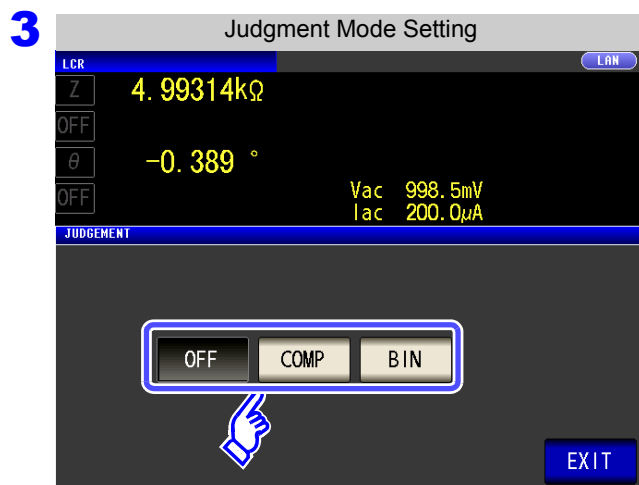 3
Judgment Mode Setting
LCR LAN
Z 4.99314kΩ
OFF
θ -0.389 °
OFF Vac 998.5mV
Iac 200.0μA
JUDGEMENT
OFF COMP BIN
EXIT